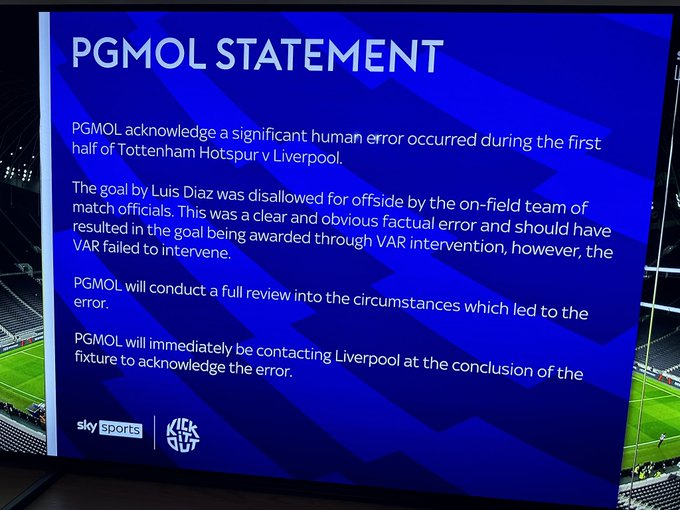 PGMOL STATEMENT
PGMOL acknowledge a significant human error occurred during the first
half of Tottenham Hotspur v Liverpool.
The goal by Luis Diaz was disallowed for offside by the on-field team of
match officials. This was a clear and obvious factual error and should have
resulted in the goal being awarded through VAR intervention, however, the
VAR failed to intervene.
PGMOL will conduct a full review into the circumstances which led to the
error.
PGMOL will immediately be contacting Liverpool at the conclusion of the
fixture to acknowledge the error.
sky sports
KICK
IT
OUT